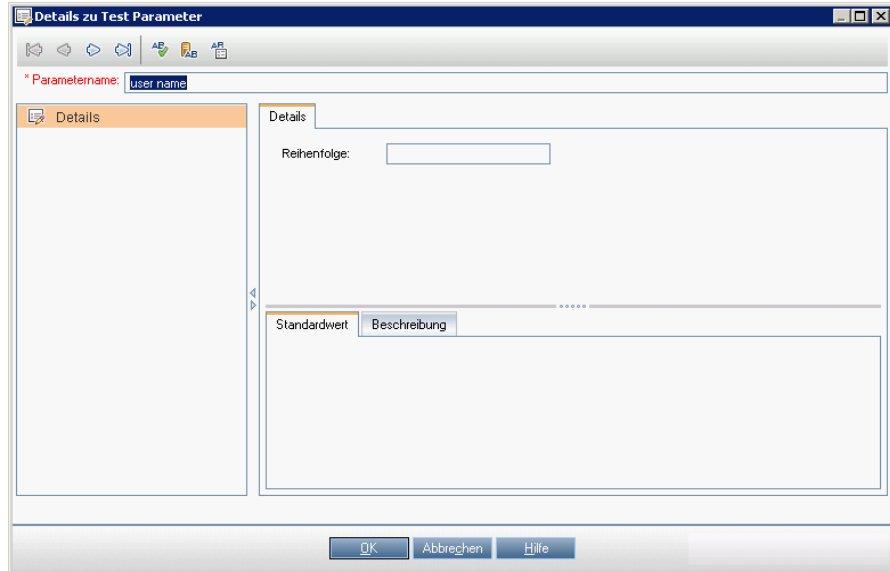 Details zu Test Parameter
* Parametername: user name
Details
Details
Reihenfolge:
Standardwert Beschreibung
OK Abbrechen Hilfe